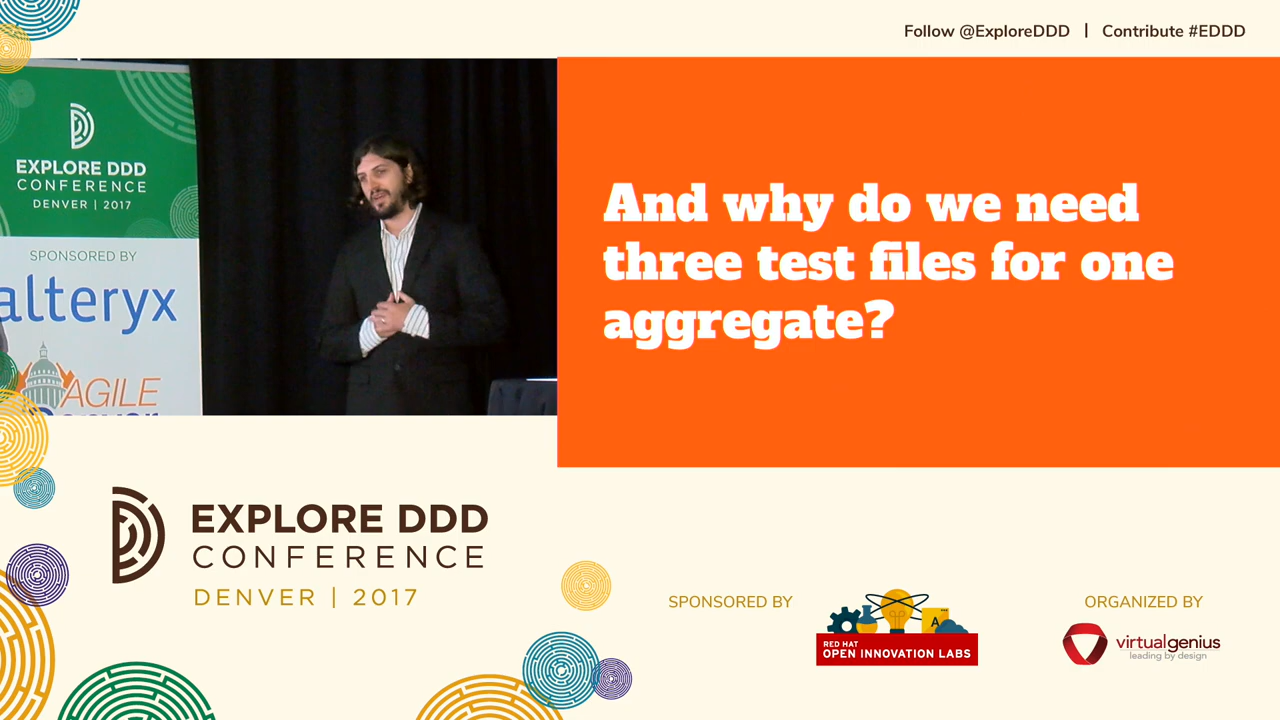 Follow @ExploreDDD | Contribute #EDDD
EXPLORE DDD
CONFERENCE
DENVER | 2017
SPONSORED BY
alteryx
AGILE
And why do we need
three test files for one
aggregate?
EXPLORE DDD
CONFERENCE
DENVER | 2017
SPONSORED BY
RED HAT
OPEN INNOVATION LABS
A
ORGANIZED BY
virtualgenius
leading by design